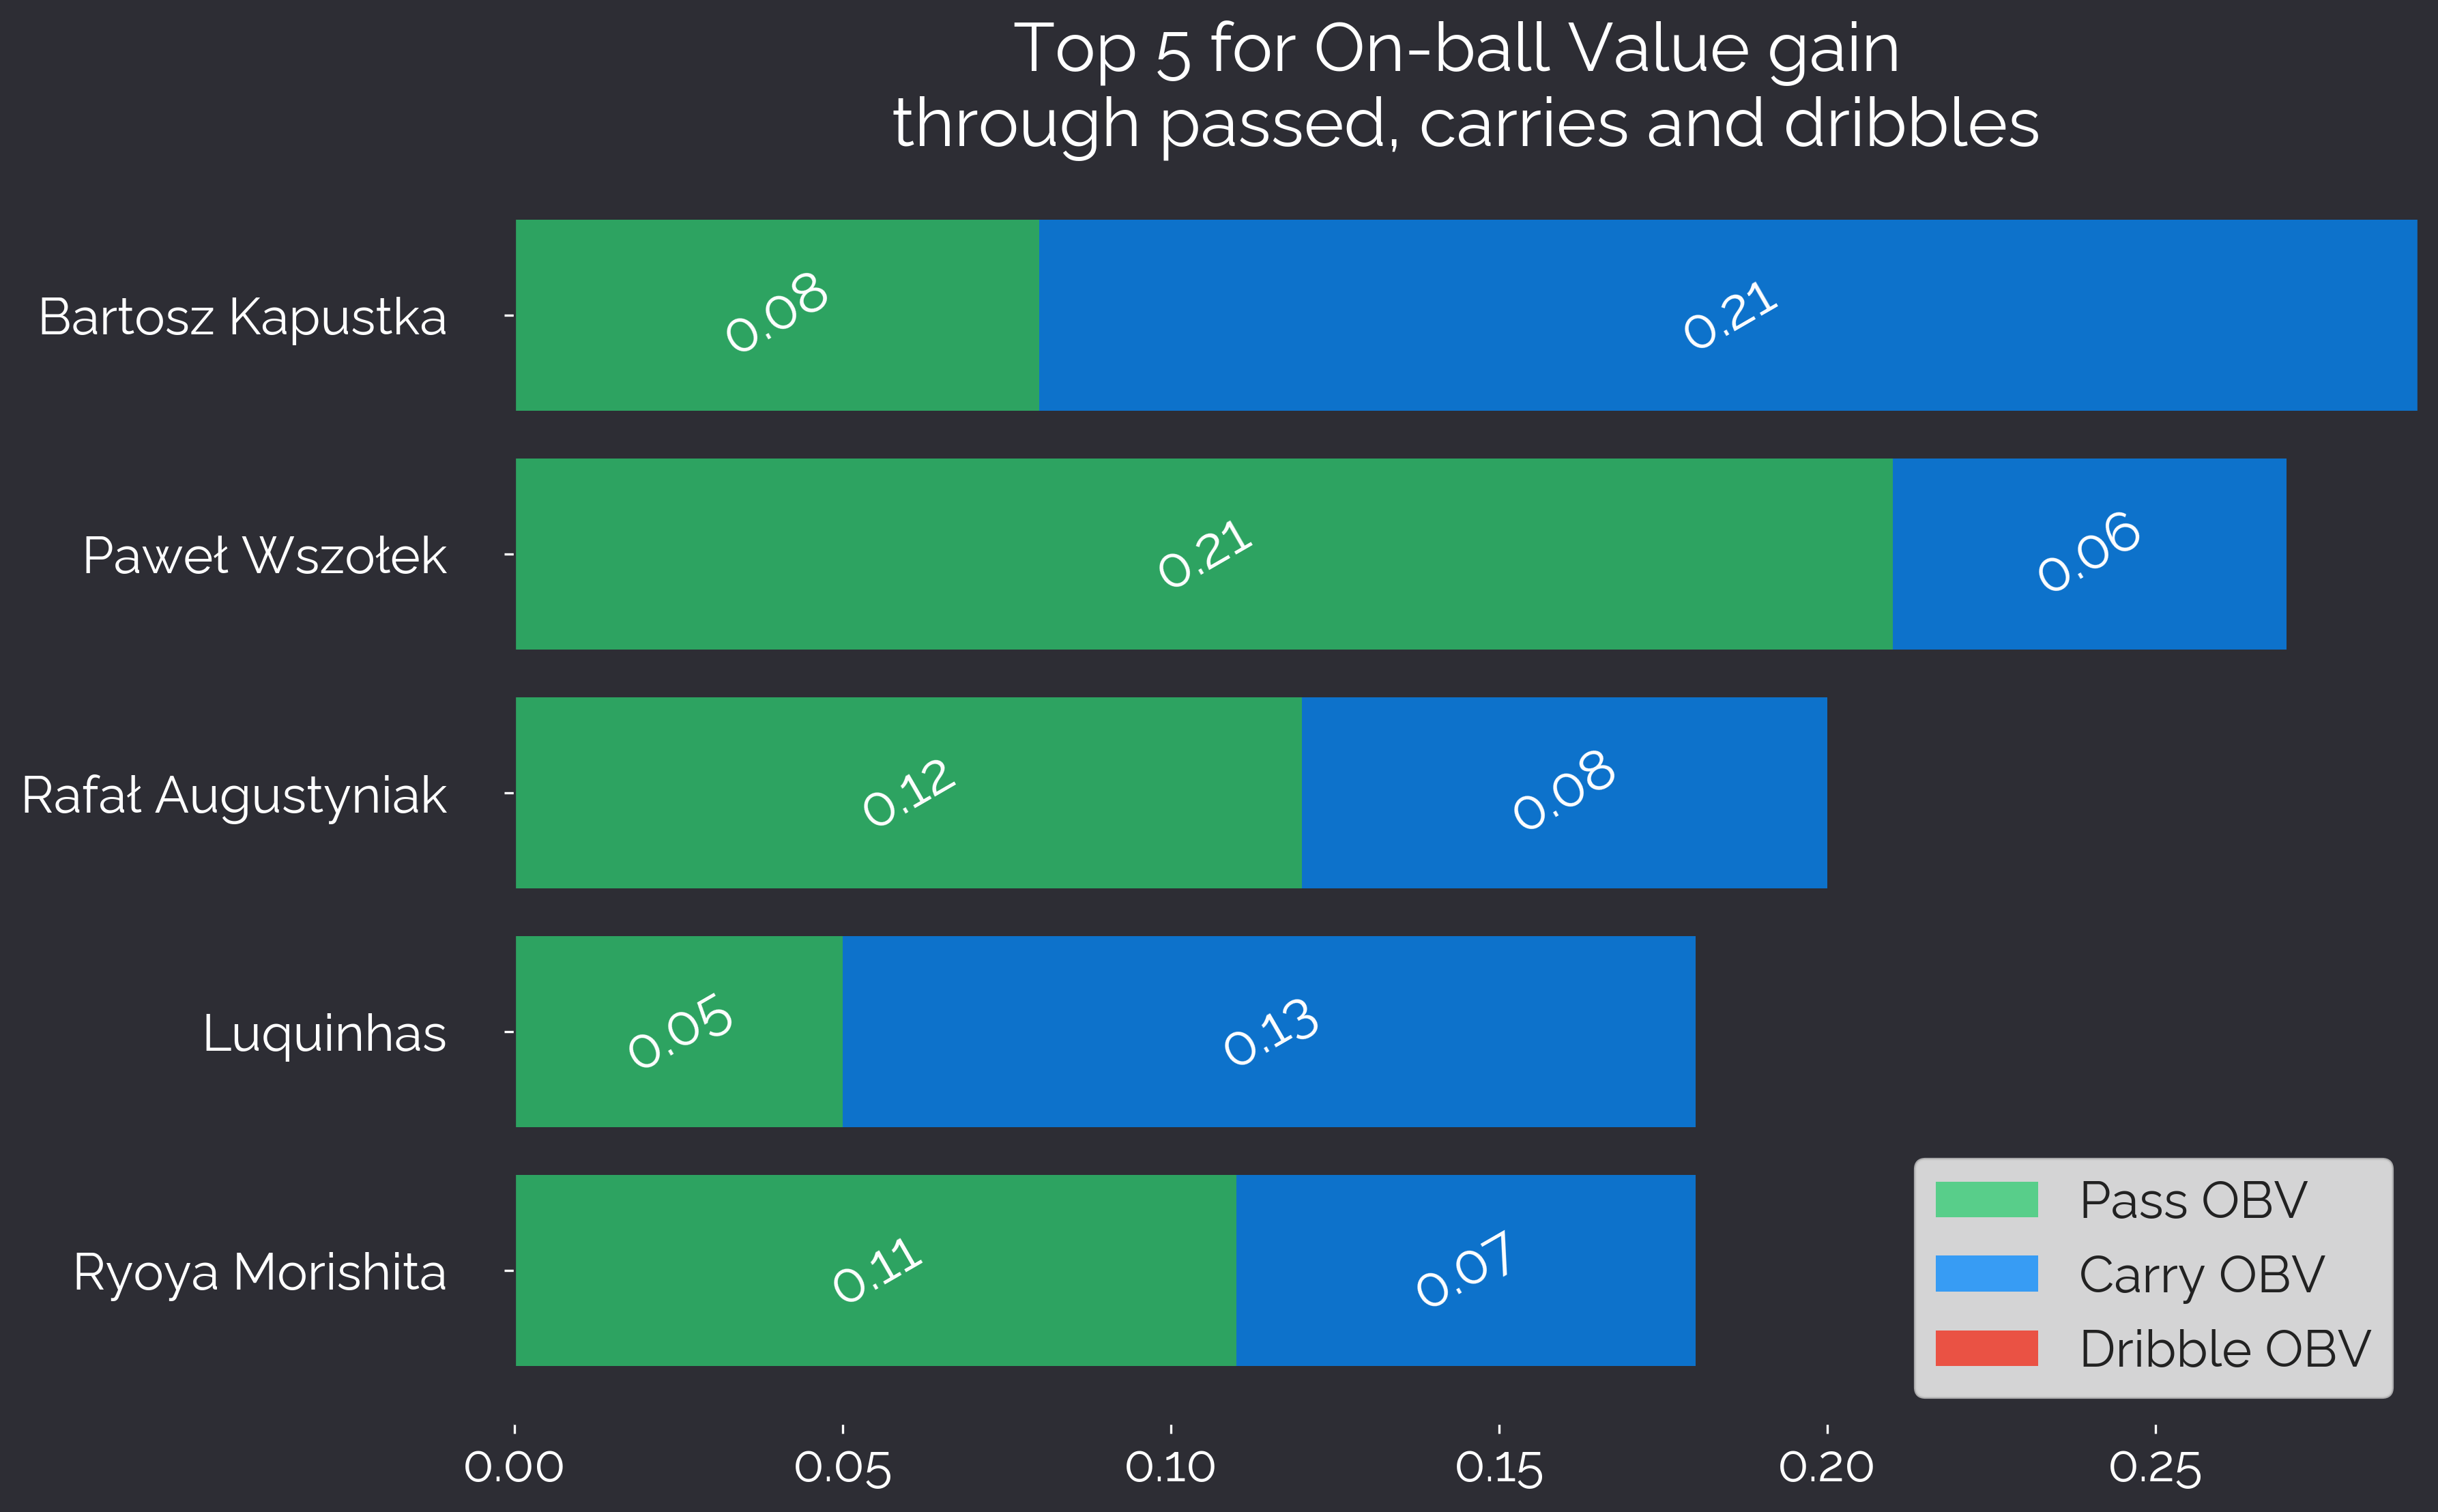 Top 5 for On-ball Value gain
through passed, carries and dribbles
Bartosz Kapustka
0.08
0.21
Paweł Wszołek
0.21
0.06
Rafał Augustyniak
0.12
0.08
Luquinhas
0.05
0.13
Ryoya Morishita
0.11
0.07
Pass OBV
Carry OBV
Dribble OBV
0.00 0.05 0.10 0.15 0.20 0.25